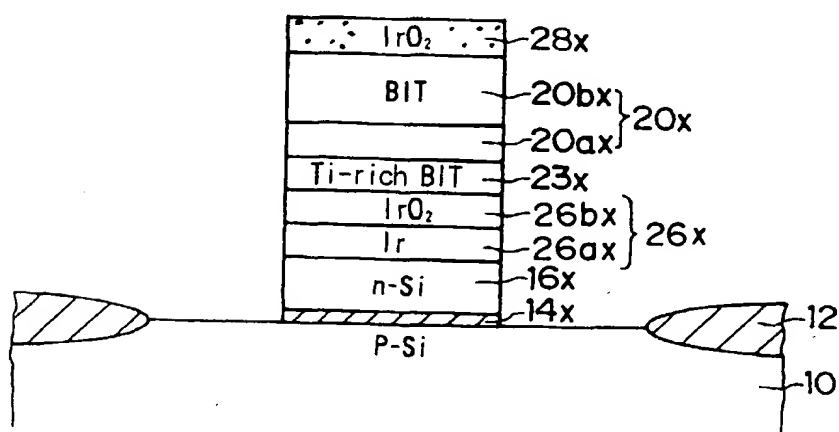 IrO₂ 28x
BIT 20bx
20x
20ax
Ti-rich BIT 23x
IrO₂ 26bx
26x
Ir 26ax
n-Si 16x
14x
P-Si
12
10